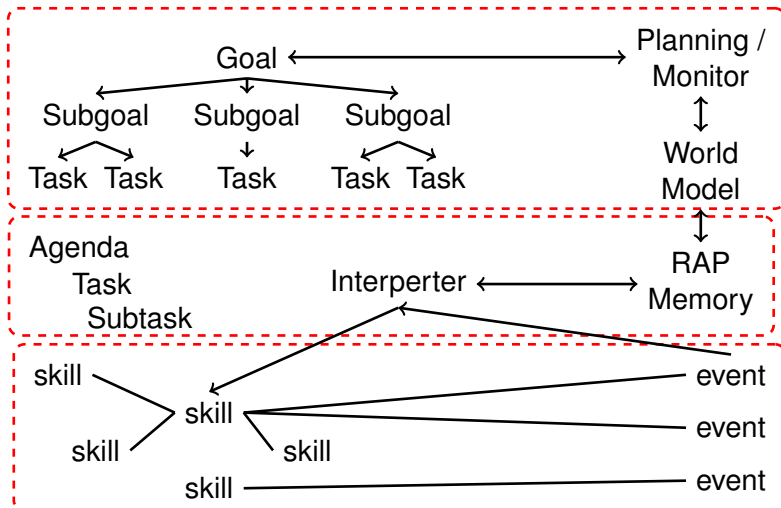 Goal
Planning /
Monitor
Subgoal Subgoal Subgoal
Task Task Task Task Task
World
Model
Agenda
Task
Subtask
Interperter
RAP
Memory
skill
event
skill
event
skill
skill
skill
event